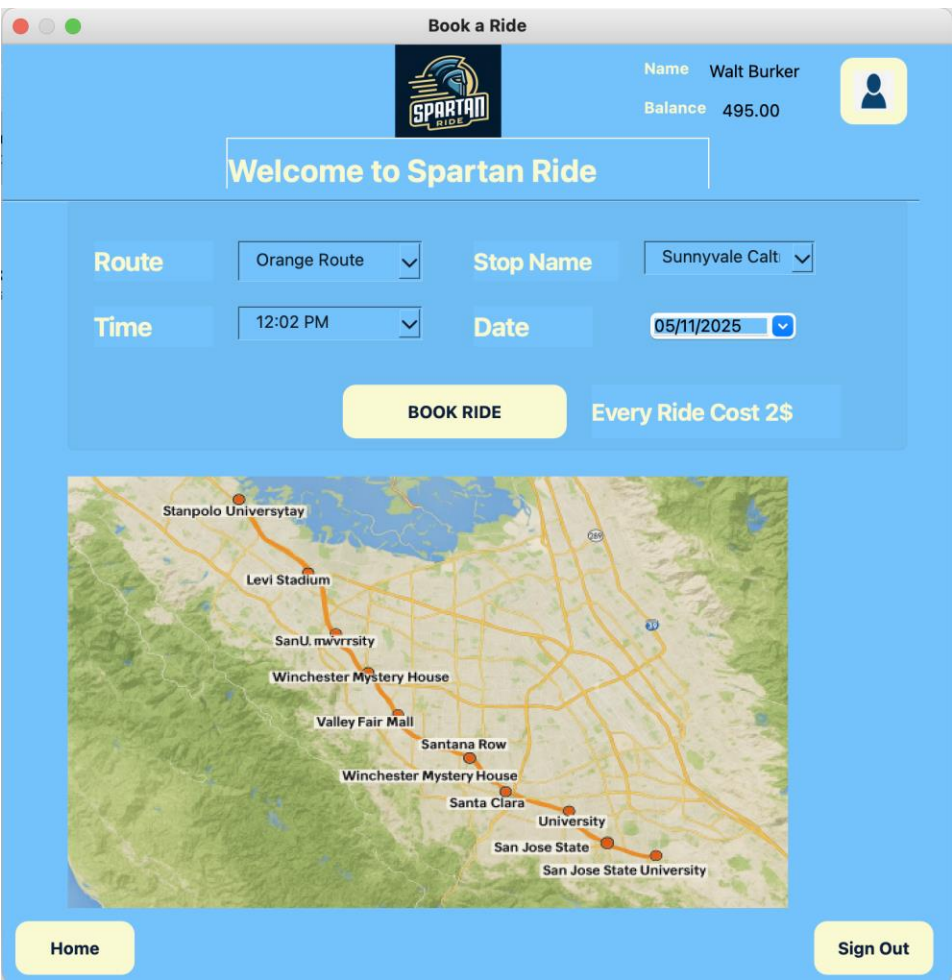 Book a Ride
SPARTAN
RIDE
Name Walt Burker
Balance 495.00
Welcome to Spartan Ride
Route Orange Route Stop Name Sunnyvale Calt
Time 12:02 PM Date 05/11/2025
BOOK RIDE Every Ride Cost 2$
Stanpolo Universytay
289
Levi Stadium
SanU. mwvrrsity
Winchester Mystery House
Valley Fair Mall
Santana Row
Winchester Mystery House
Santa Clara
University
San Jose State
San Jose State University
Home Sign Out